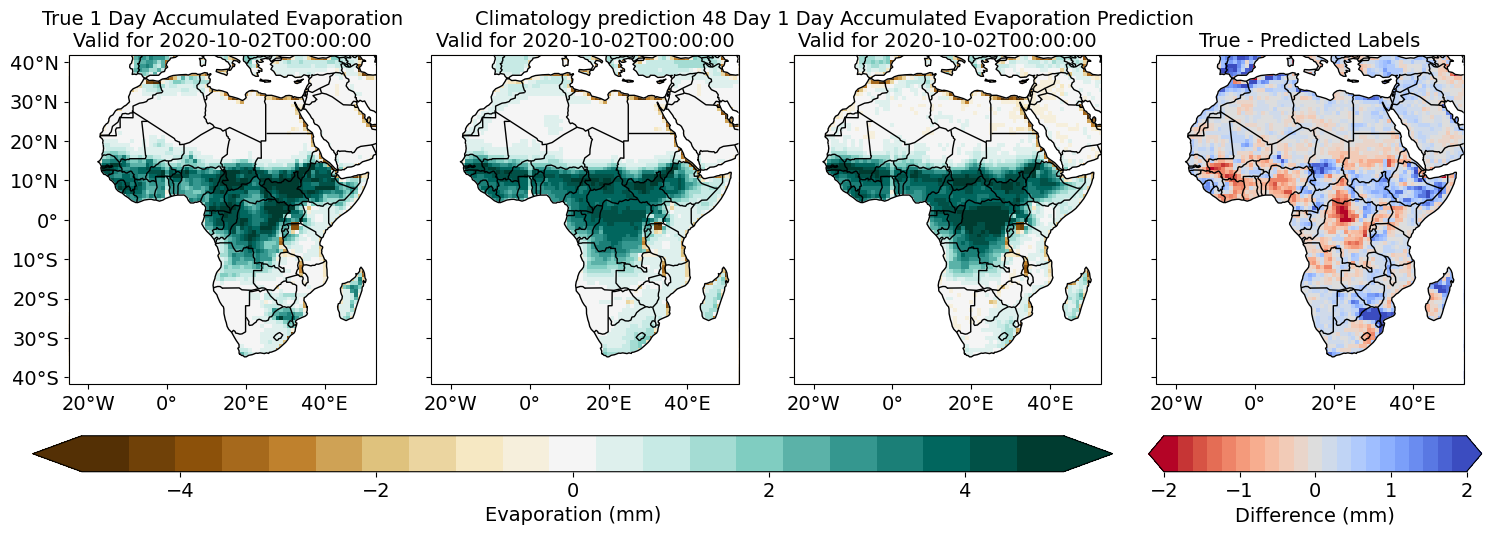 True 1 Day Accumulated Evaporation
Valid for 2020-10-02T00:00:00
Climatology prediction 48 Day 1 Day Accumulated Evaporation Prediction
Valid for 2020-10-02T00:00:00
Valid for 2020-10-02T00:00:00
True - Predicted Labels
40°N
30°N
20°N
10°N
0°
10°S
20°S
30°S
40°S
20°W 0° 20°E 40°E
20°W 0° 20°E 40°E
20°W 0° 20°E 40°E
20°W 0° 20°E 40°E
−4 −2 0 2 4
Evaporation (mm)
−2 −1 0 1 2
Difference (mm)